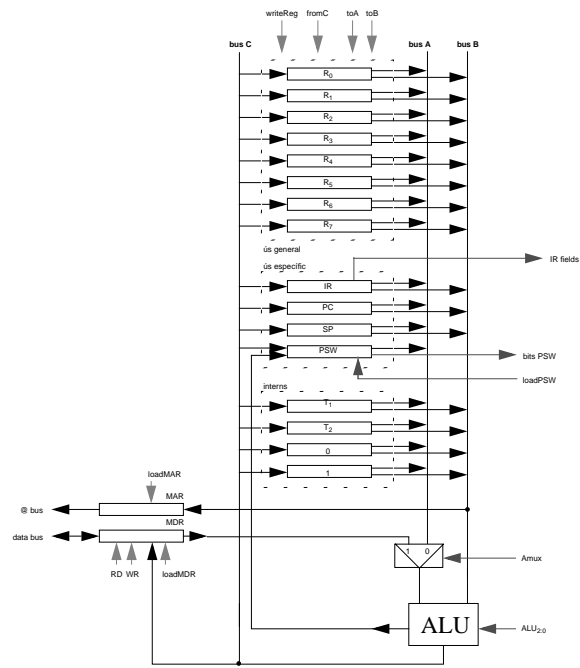 writeReg fromC toA toB
bus C bus A bus B
R0
R1
R2
R3
R4
R5
R6
R7
ús general
ús específic
IR IR fields
PC
SP
PSW bits PSW
loadPSW
interns
T1
T2
0
1
loadMAR
MAR
@ bus
MDR
data bus
1 0
Amux
RD WR loadMDR
ALU ALU2:0